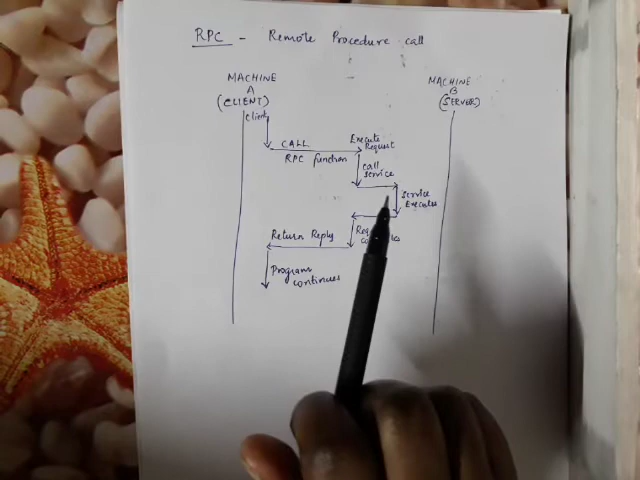 RPC - Remote Procedure call
MACHINE
A
(CLIENT)
MACHINE
B
(SERVER)
Client
CALL
RPC function
Execute
Request
Call
Service
Service
Executes
Return Reply
Program
continues